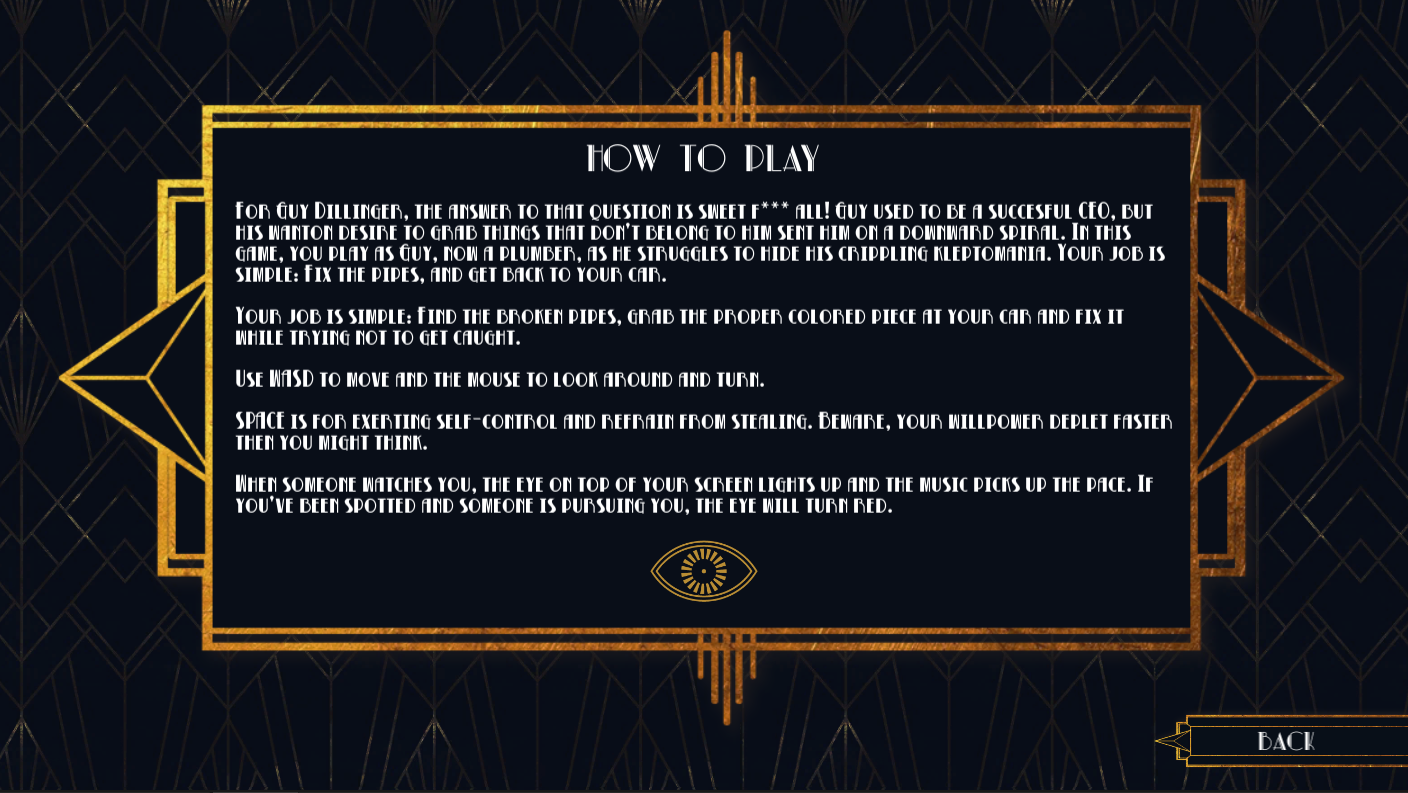 How to Play
For Guy Dillinger, the answer to that question is sweet f*** all! Guy used to be a succesful CEO, but
his wanton desire to grab things that don't belong to him sent him on a downward spiral. In this
game, you play as Guy, now a plumber, as he struggles to hide his crippling kleptomania. Your job is
simple: Fix the pipes, and get back to your car.
Your job is simple: Find the broken pipes, grab the proper colored piece at your car and fix it
while trying not to get caught.
Use WASD to move and the mouse to look around and turn.
SPACE is for exerting self-control and refrain from stealing. Beware, your willpower deplet faster
then you might think.
When someone watches you, the eye on top of your screen lights up and the music picks up the pace. If
you've been spotted and someone is pursuing you, the eye will turn red.
Back